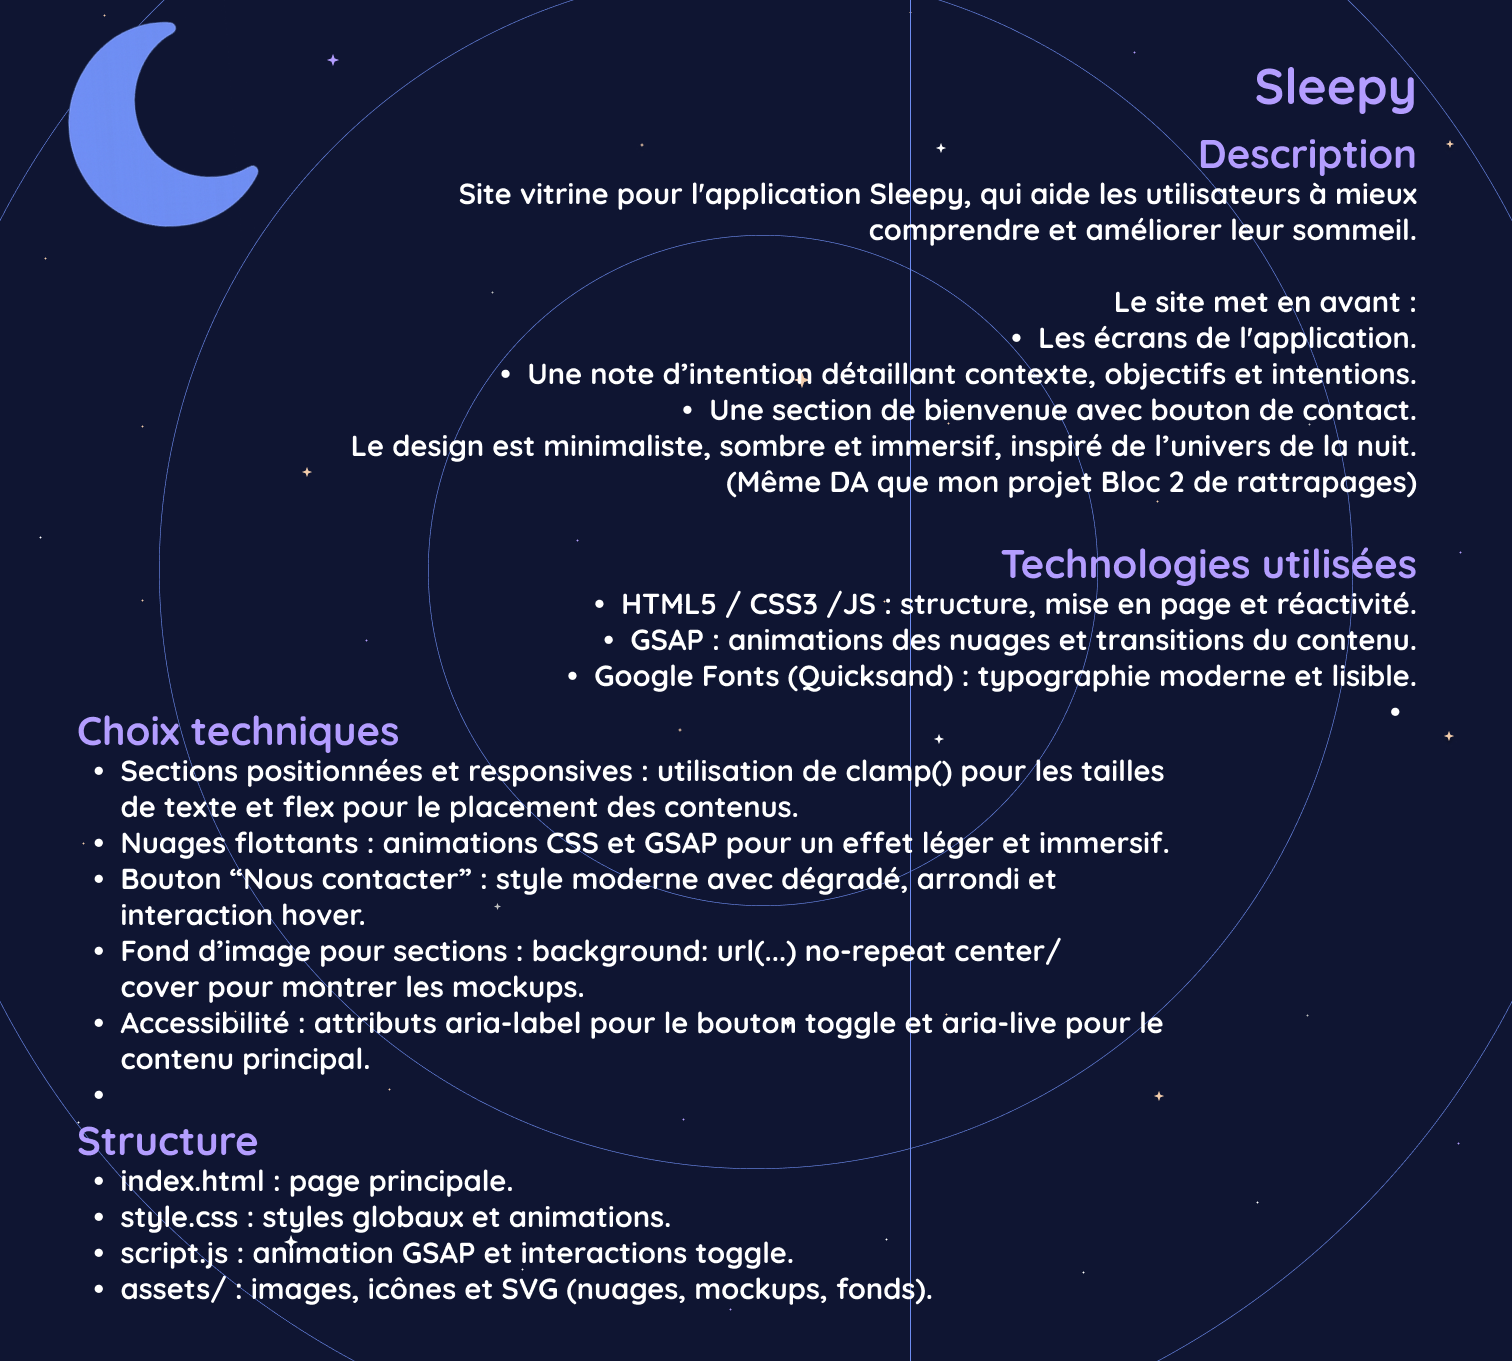 Sleepy
Description
Site vitrine pour l'application Sleepy, qui aide les utilisateurs à mieux
comprendre et améliorer leur sommeil.
Le site met en avant :
• Les écrans de l'application.
• Une note d’intention détaillant contexte, objectifs et intentions.
• Une section de bienvenue avec bouton de contact.
Le design est minimaliste, sombre et immersif, inspiré de l’univers de la nuit.
(Même DA que mon projet Bloc 2 de rattrapages)
Technologies utilisées
• HTML5 / CSS3 /JS : structure, mise en page et réactivité.
• GSAP : animations des nuages et transitions du contenu.
• Google Fonts (Quicksand) : typographie moderne et lisible.
•
Choix techniques
• Sections positionnées et responsives : utilisation de clamp() pour les tailles
de texte et flex pour le placement des contenus.
• Nuages flottants : animations CSS et GSAP pour un effet léger et immersif.
• Bouton “Nous contacter” : style moderne avec dégradé, arrondi et
interaction hover.
• Fond d’image pour sections : background: url(...) no-repeat center/
cover pour montrer les mockups.
• Accessibilité : attributs aria-label pour le bouton toggle et aria-live pour le
contenu principal.
•
Structure
• index.html : page principale.
• style.css : styles globaux et animations.
• script.js : animation GSAP et interactions toggle.
• assets/ : images, icônes et SVG (nuages, mockups, fonds).